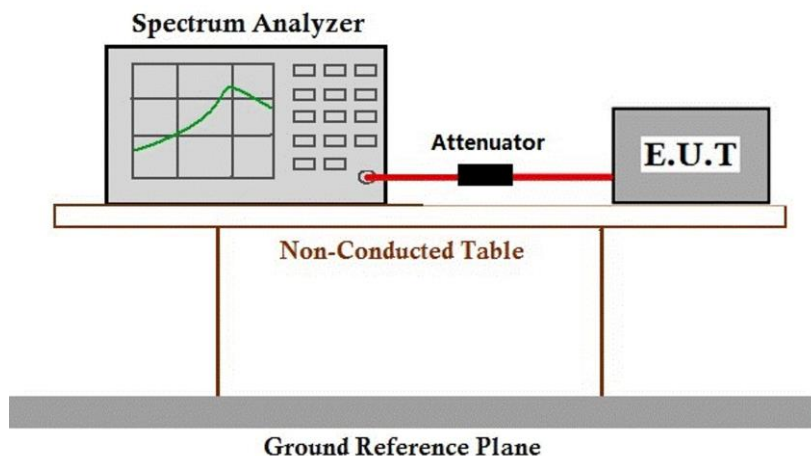 Spectrum Analyzer
Attenuator
E.U.T
Non-Conducted Table
Ground Reference Plane